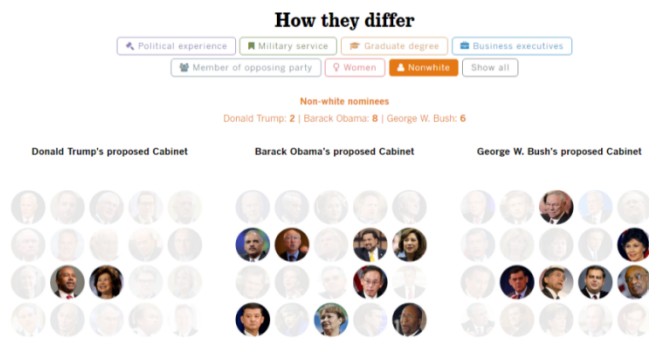 How they differ
Political experience Military service Graduate degree Business executives
Member of opposing party Women Nonwhite Show all
Non-white nominees
Donald Trump: 2 | Barack Obama: 8 | George W. Bush: 6
Donald Trump's proposed Cabinet Barack Obama's proposed Cabinet George W. Bush's proposed Cabinet